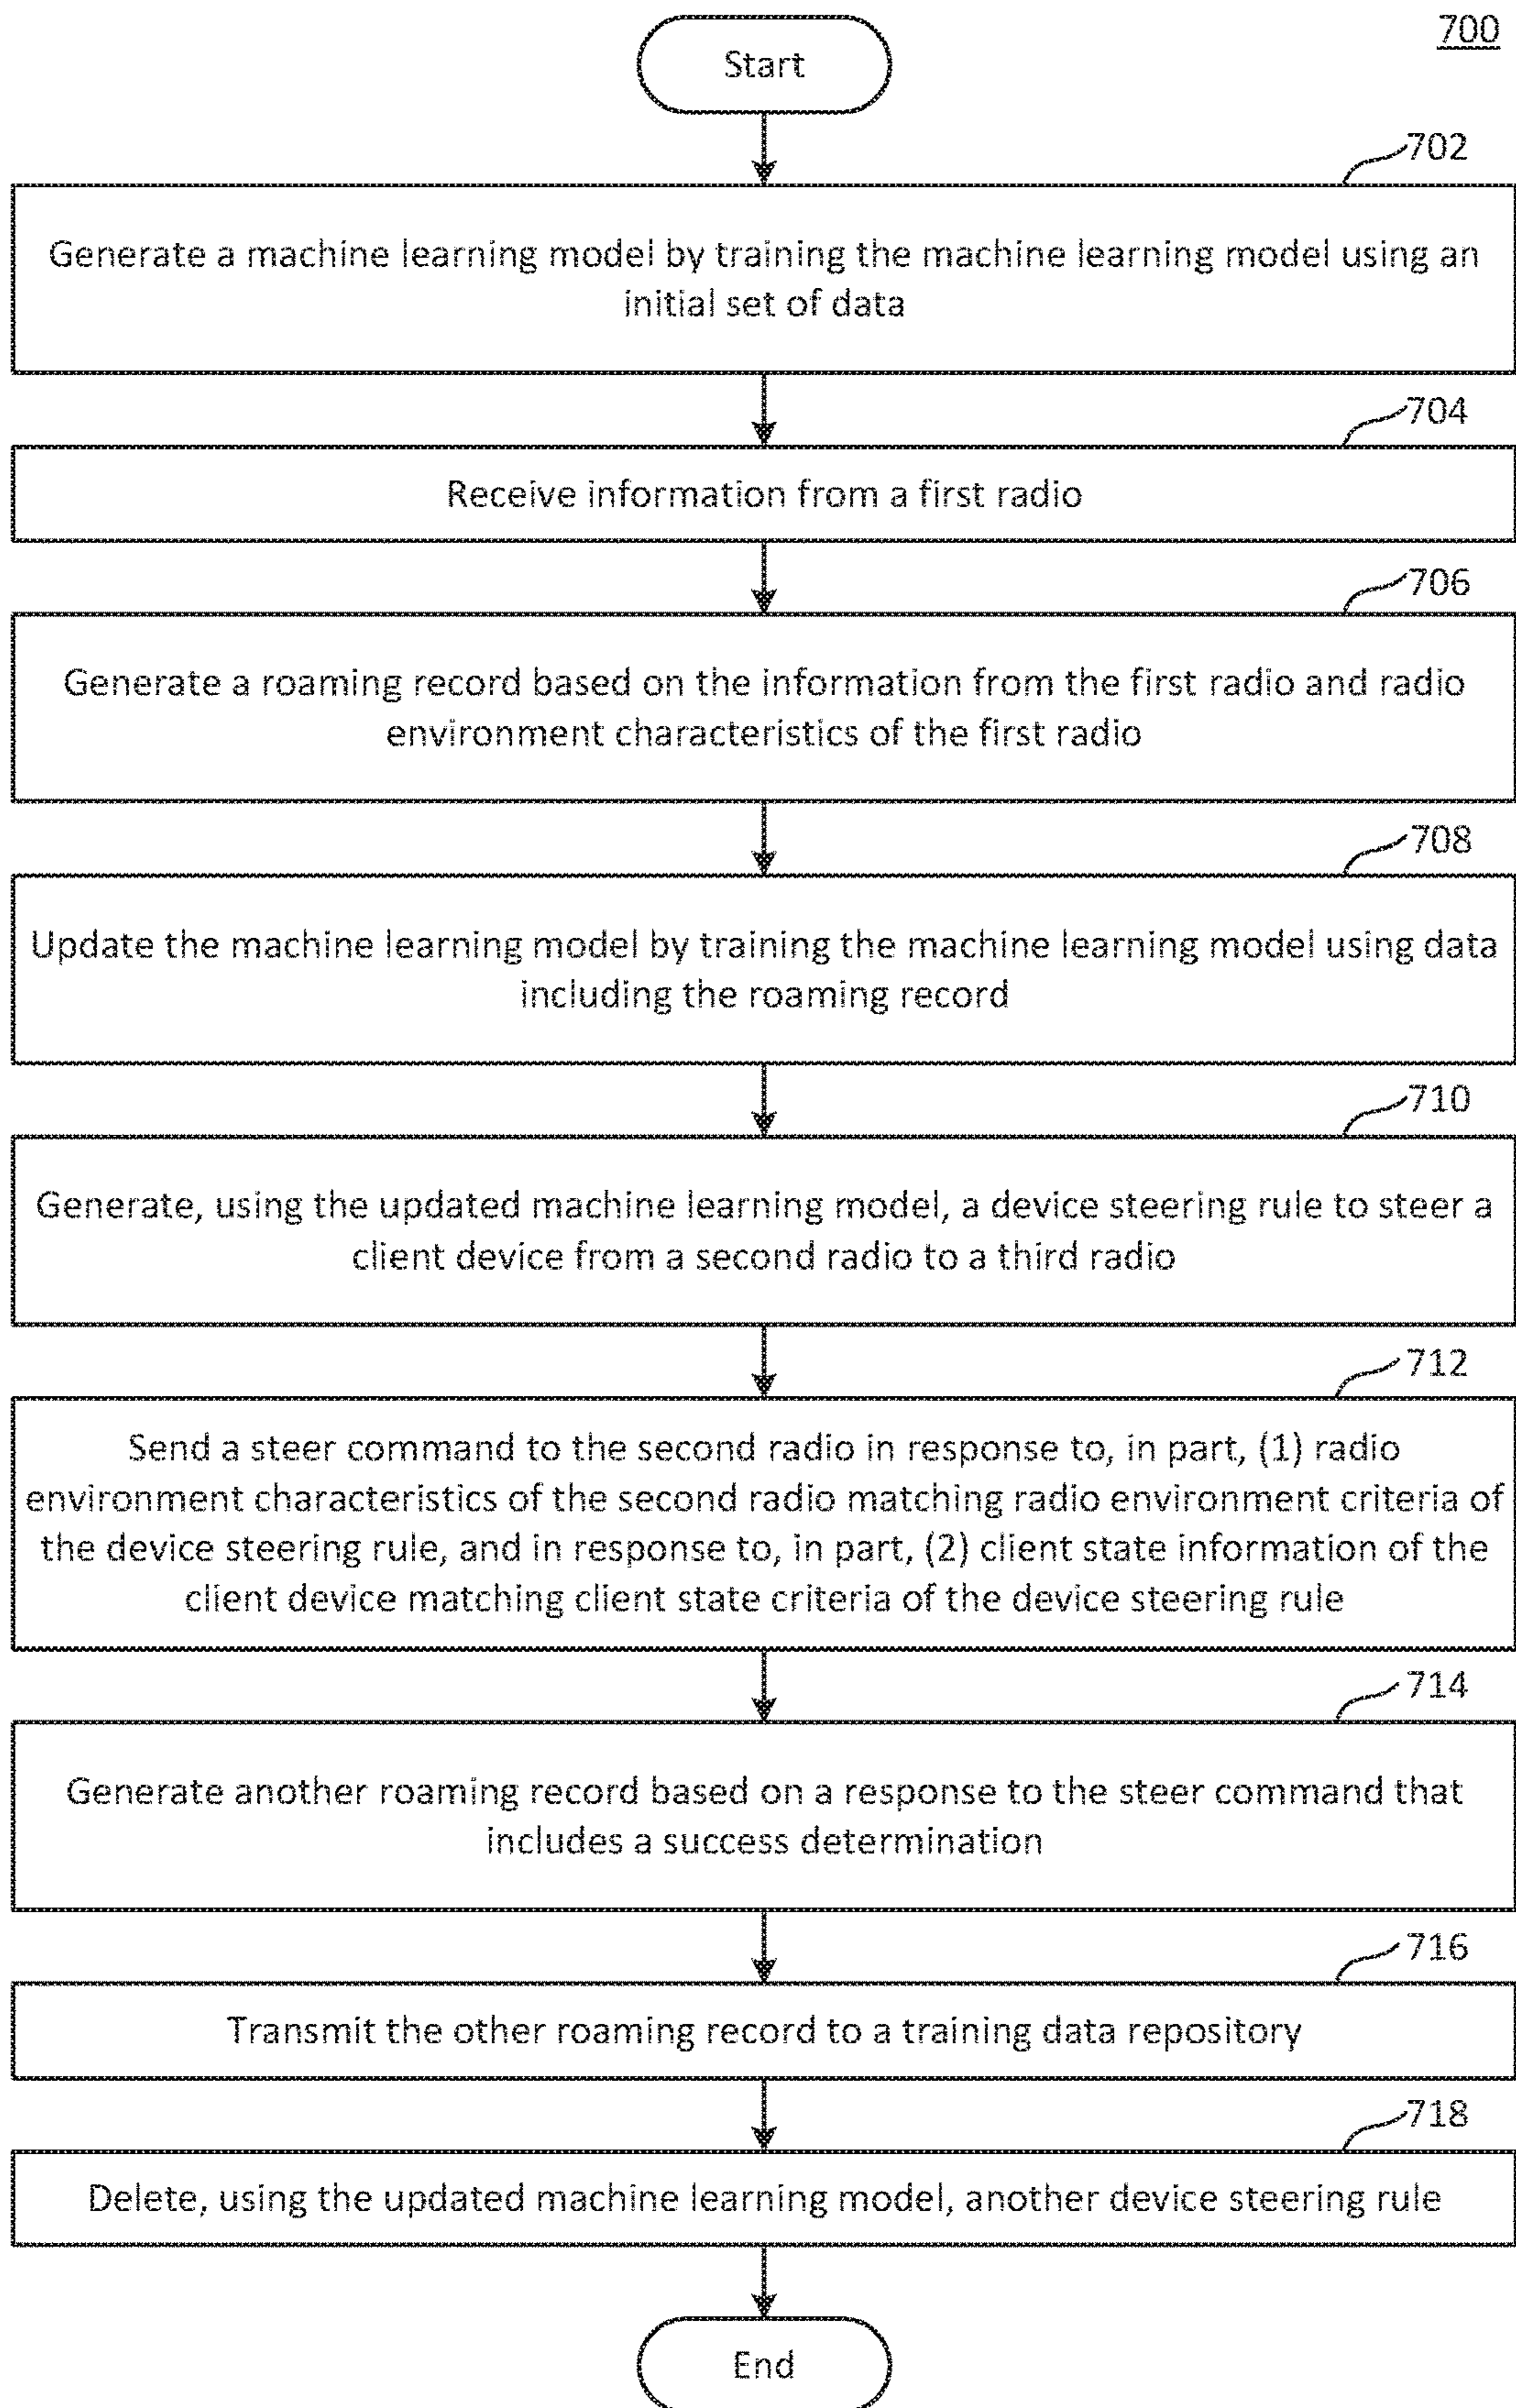 700
Start
702
Generate a machine learning model by training the machine learning model using an
initial set of data
704
Receive information from a first radio
706
Generate a roaming record based on the information from the first radio and radio
environment characteristics of the first radio
708
Update the machine learning model by training the machine learning model using data
including the roaming record
710
Generate, using the updated machine learning model, a device steering rule to steer a
client device from a second radio to a third radio
712
Send a steer command to the second radio in response to, in part, (1) radio
environment characteristics of the second radio matching radio environment criteria of
the device steering rule, and in response to, in part, (2) client state information of the
client device matching client state criteria of the device steering rule
714
Generate another roaming record based on a response to the steer command that
includes a success determination
716
Transmit the other roaming record to a training data repository
718
Delete, using the updated machine learning model, another device steering rule
End